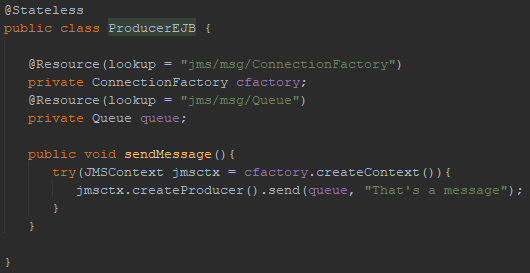 @Stateless
public class ProducerEJB {
@Resource(lookup = "jms/msg/ConnectionFactory")
private ConnectionFactory cfactory;
@Resource(lookup = "jms/msg/Queue")
private Queue queue;
public void sendMessage(){
try(JMSContext jmsctx = cfactory.createContext()){
jmsctx.createProducer().send(queue, "That's a message");
}
}
}